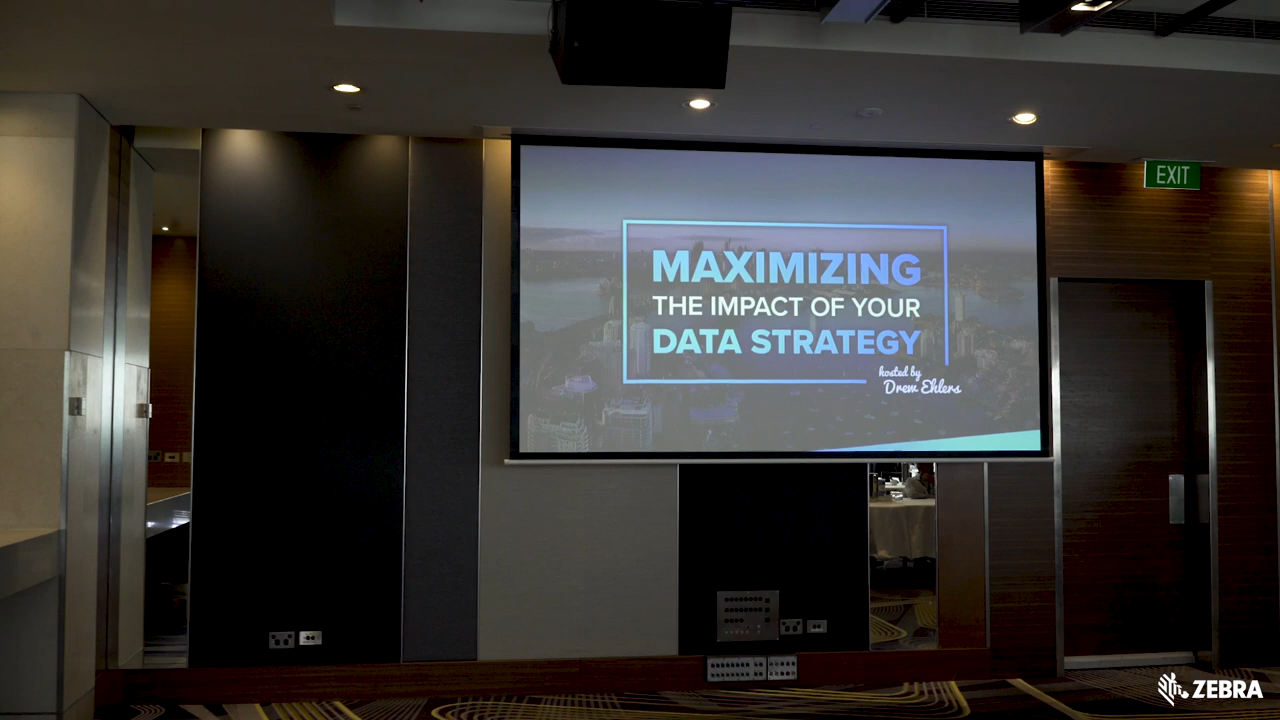 EXIT
MAXIMIZING
THE IMPACT OF YOUR
DATA STRATEGY
hosted by
Drew Ehlers
ZEBRA